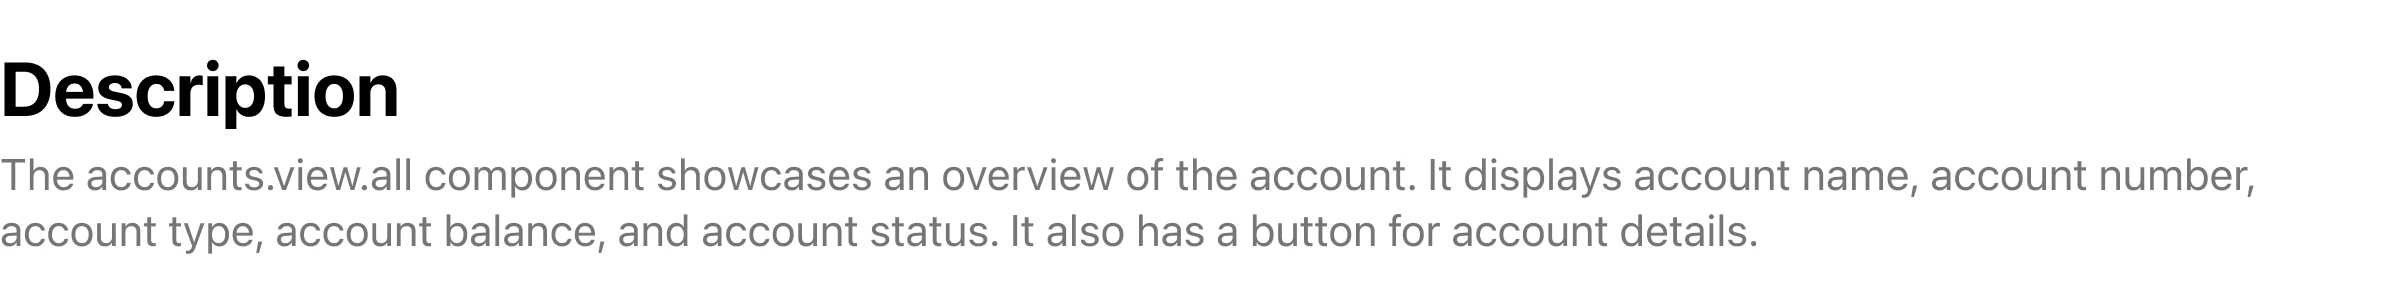 Description
The accounts.view.all component showcases an overview of the account. It displays account name, account number,
account type, account balance, and account status. It also has a button for account details.